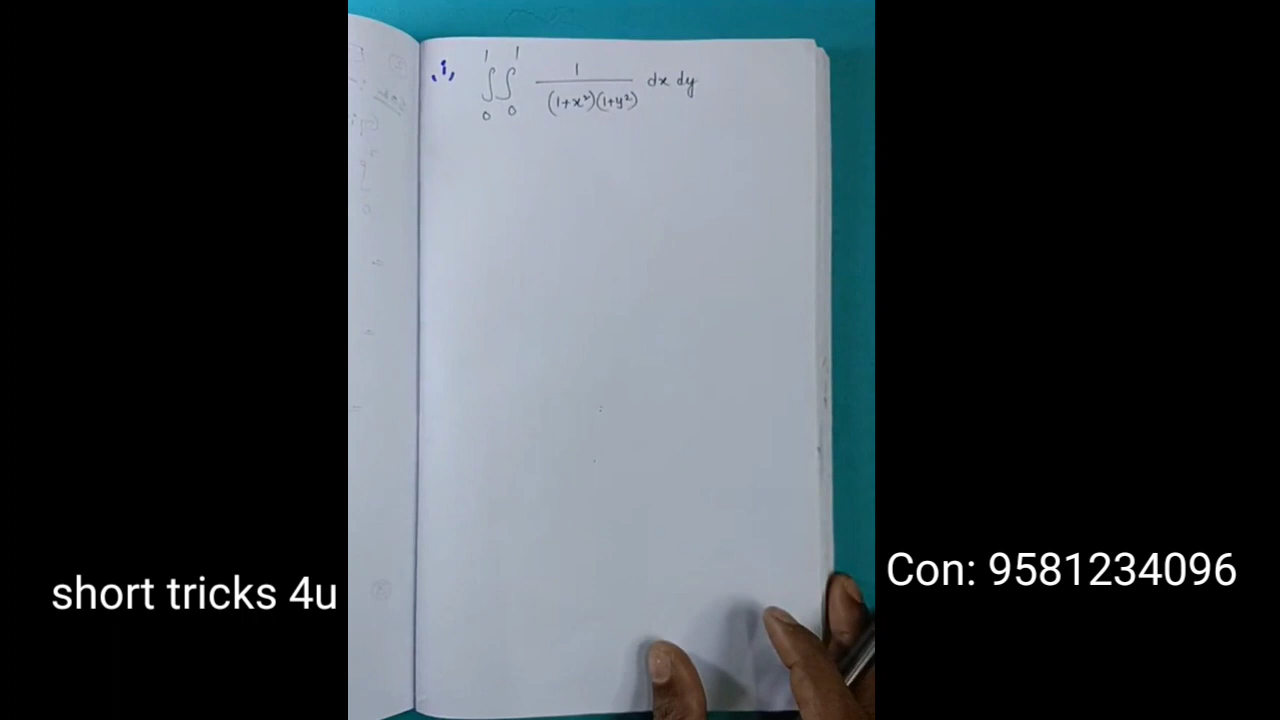 (i) ∫₀¹ ∫₀¹ 1/((1+x²)(1+y²)) dx dy
short tricks 4u
Con: 9581234096